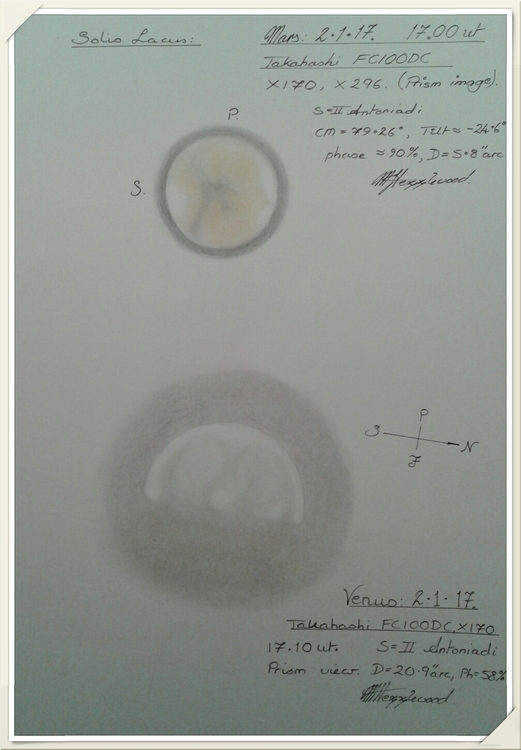 Solis Lacus:
Mars: 2·1·17. 17.00 ut
Takahashi FC100DC
X170, X296. (Prism image).
S=II Antoniadi
CM = 79·26°, Tilt ≈ -24·6°
phase ≈ 90%, D = 5·8"arc
P.
S.
P
S N
F
Venus: 2·1·17.
Takahashi FC100DC, X170
17.10 ut. S=II Antoniadi
Prism view. D=20·9"arc, Ph=58%